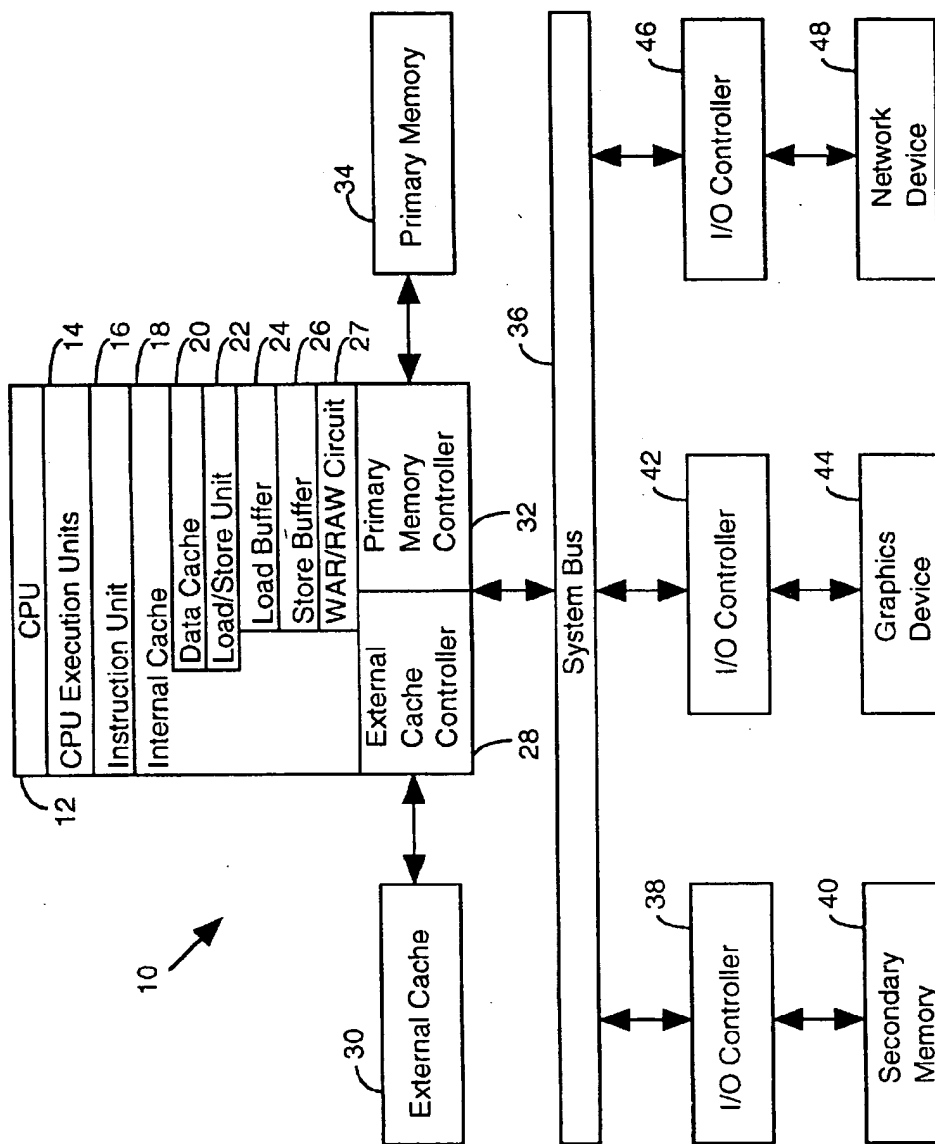 10
12
CPU
CPU Execution Units
14
Instruction Unit
16
Internal Cache
18
Data Cache
20
Load/Store Unit
22
Load Buffer
24
Store Buffer
26
WAR/RAW Circuit
27
External
Cache
Controller
28
Primary
Memory
Controller
32
30
External Cache
34
Primary Memory
36
System Bus
38
I/O Controller
42
I/O Controller
46
I/O Controller
40
Secondary
Memory
44
Graphics
Device
48
Network
Device